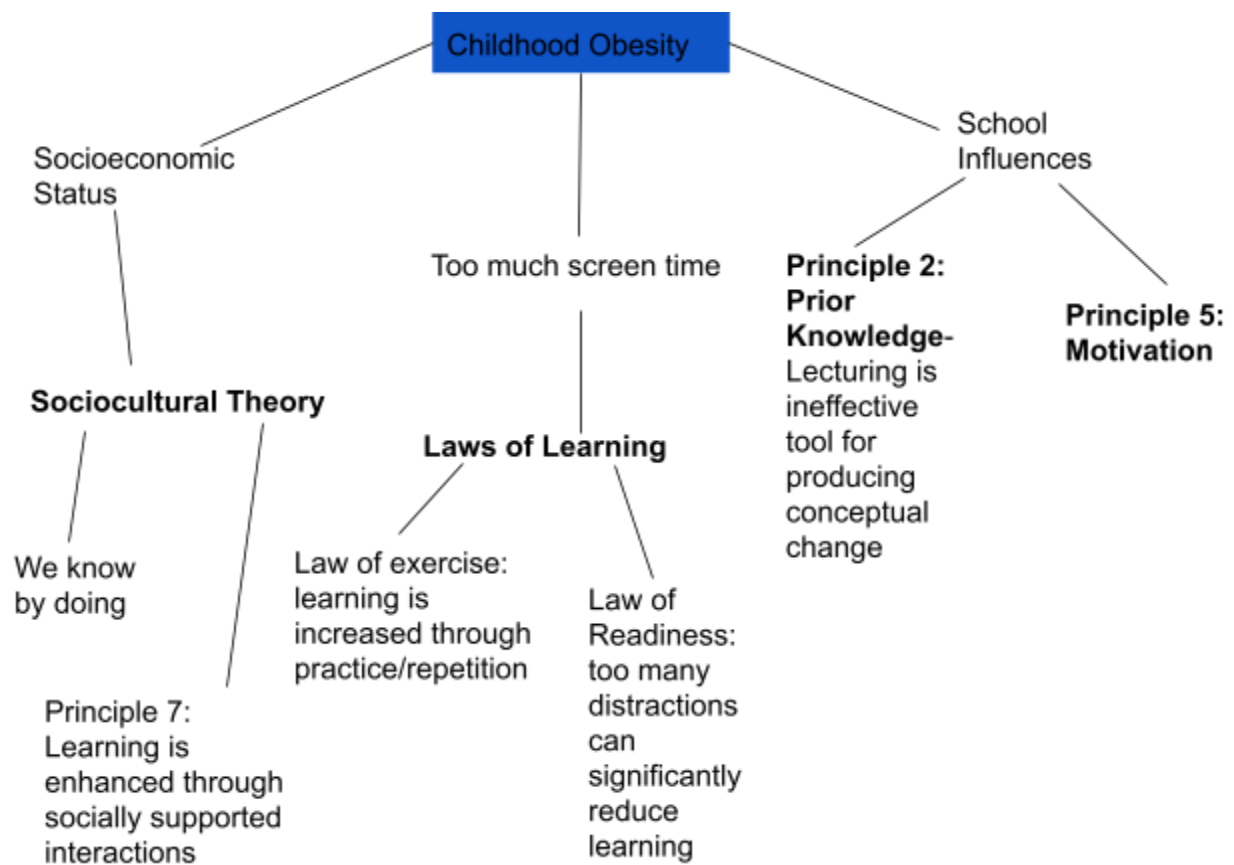 Childhood Obesity
Socioeconomic
Status
Too much screen time
School
Influences
Sociocultural Theory
Laws of Learning
Principle 2:
Prior
Knowledge-
Lecturing is
ineffective
tool for
producing
conceptual
change
Principle 5:
Motivation
We know
by doing
Principle 7:
Learning is
enhanced through
socially supported
interactions
Law of exercise:
learning is
increased through
practice/repetition
Law of
Readiness:
too many
distractions
can
significantly
reduce
learning